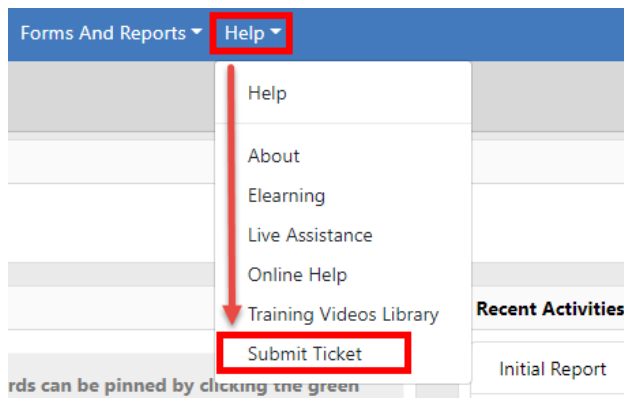 Forms And Reports Help
Help
About
Elearning
Live Assistance
Online Help
Training Videos Library
Submit Ticket
Recent Activities
Initial Report
rds can be pinned by clicking the green